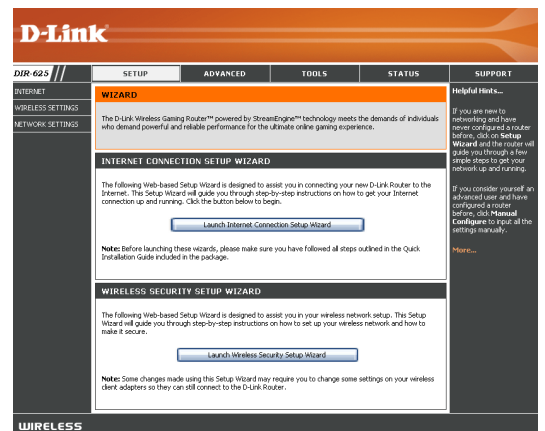 D-Link
DIR-625 // SETUP ADVANCED TOOLS STATUS SUPPORT
INTERNET
WIRELESS SETTINGS
NETWORK SETTINGS
WIZARD
The D-Link Wireless Gaming Router™ powered by StreamEngine™ technology meets the demands of individuals
who demand powerful and reliable performance for the ultimate online gaming experience.
INTERNET CONNECTION SETUP WIZARD
The following Web-based Setup Wizard is designed to assist you in connecting your new D-Link Router to the
Internet. This Setup Wizard will guide you through step-by-step instructions on how to get your Internet
connection up and running. Click the button below to begin.
Launch Internet Connection Setup Wizard
Note: Before launching these wizards, please make sure you have followed all steps outlined in the Quick
Installation Guide included in the package.
WIRELESS SECURITY SETUP WIZARD
The following Web-based Setup Wizard is designed to assist you in your wireless network setup. This Setup
Wizard will guide you through step-by-step instructions on how to set up your wireless network and how to
make it secure.
Launch Wireless Security Setup Wizard
Note: Some changes made using this Setup Wizard may require you to change some settings on your wireless
client adapters so they can still connect to the D-Link Router.
Helpful Hints...
If you are new to
networking and have
never configured a router
before, click on Setup
Wizard and the router will
guide you through a few
simple steps to get your
network up and running.
If you consider yourself an
advanced user and have
configured a router
before, click Manual
Configure to input all the
settings manually.
More...
WIRELESS